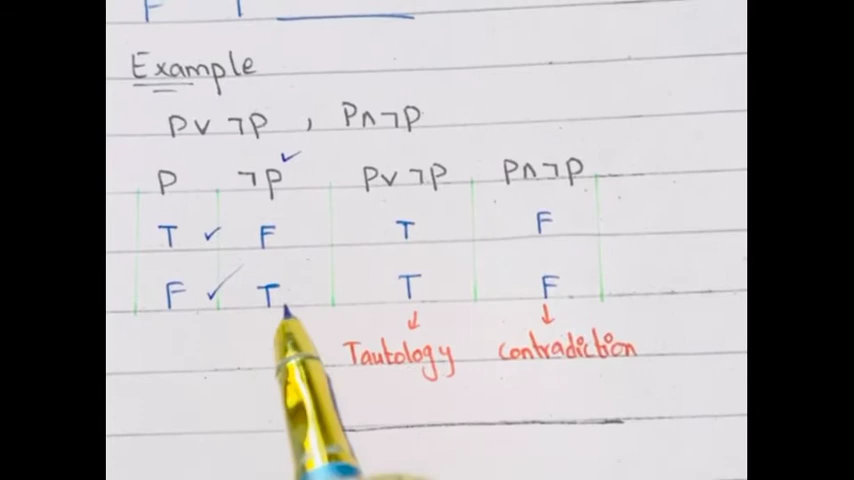 F T
Example
P∨¬P , P∧¬P
P ¬P P∨¬P P∧¬P
T F T F
F T T F
Tautology Contradiction